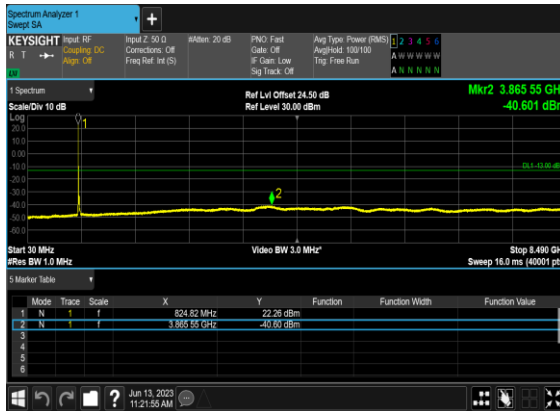 Spectrum Analyzer 1
Swept SA
+
KEYSIGHT Input: RF Input Z: 50 Ω #Atten: 20 dB PNO: Fast Avg Type: Power (RMS) 1 2 3 4 5 6
R T Coupling: DC Corrections: Off Gate: Off Avg|Hold: 100/100 A W W W W W
Align: Off Freq Ref: Int (S) IF Gain: Low Trig: Free Run
Sig Track: Off A N N N N N
1 Spectrum
Scale/Div 10 dB
Ref Lvl Offset 24.50 dB
Ref Level 30.00 dBm
Mkr2 3.865 55 GHz
-40.601 dBm
Log
1
20.0
10.0
0.00
-10.0
DL1 -13.00 dBm
-20.0
-30.0
2
-40.0
-50.0
-60.0
Start 30 MHz Video BW 3.0 MHz* Stop 8.490 GHz
#Res BW 1.0 MHz Sweep 16.0 ms (40001 pts)
5 Marker Table
Mode Trace Scale X Y Function Function Width Function Value
1 N 1 f 824.82 MHz 22.26 dBm
2 N 1 f 3.865 55 GHz -40.60 dBm
3
4
5
6
? Jun 13, 2023
11:21:55 AM